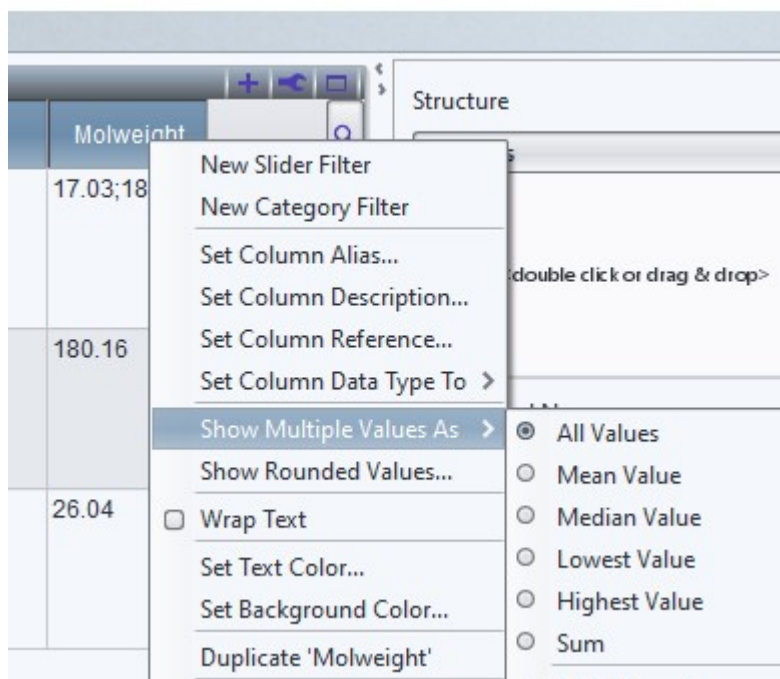 Structure
Molweight
17.03;18
New Slider Filter
New Category Filter
Set Column Alias...
Set Column Description...
<double click or drag & drop>
Set Column Reference...
180.16
Set Column Data Type To
Show Multiple Values As
All Values
Show Rounded Values...
Mean Value
26.04
Wrap Text
Median Value
Set Text Color...
Lowest Value
Set Background Color...
Highest Value
Duplicate 'Molweight'
Sum